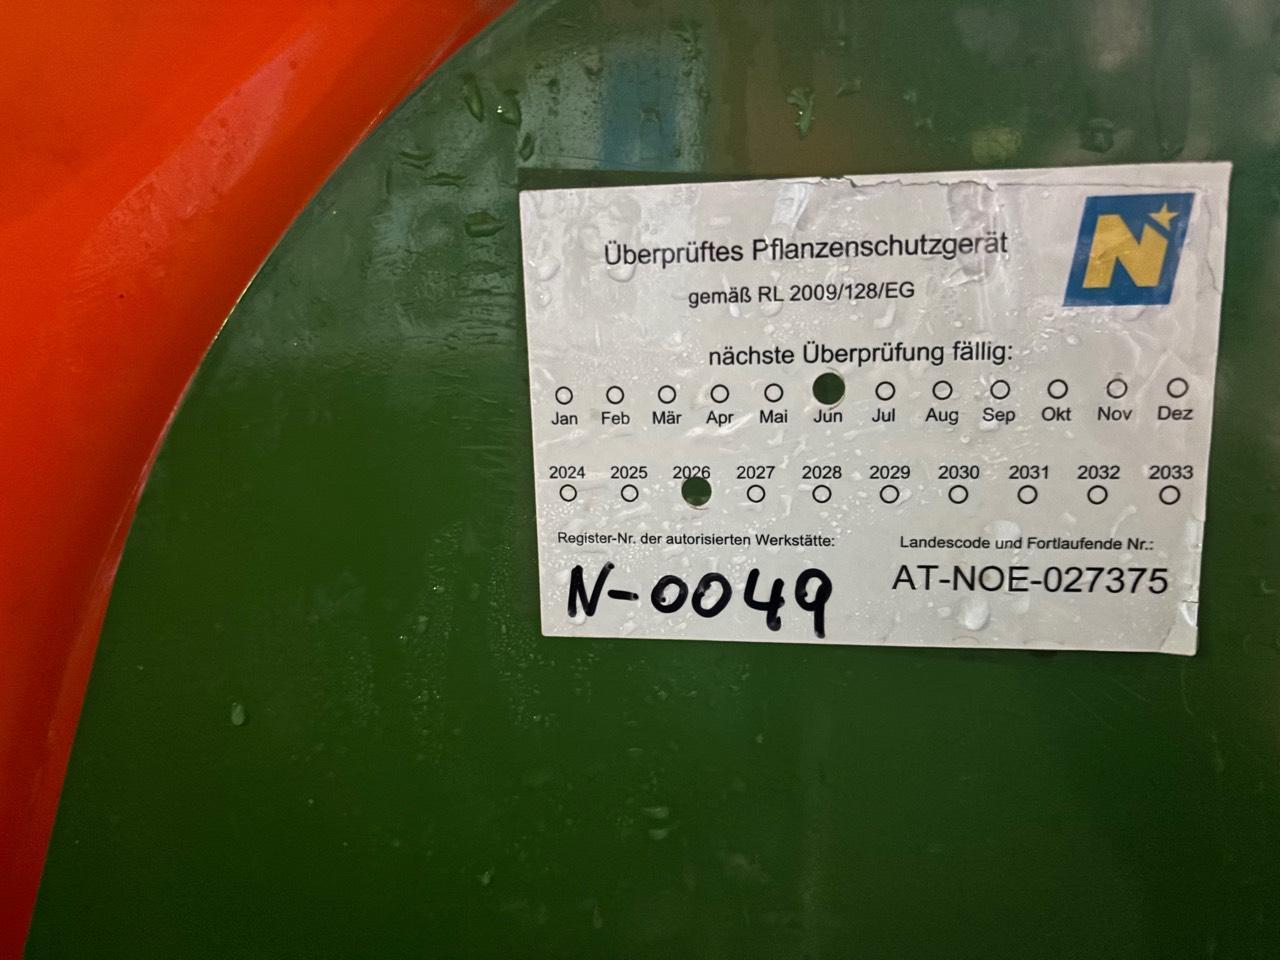 Überprüftes Pflanzenschutzgerät
N
gemäß RL 2009/128/EG
nächste Überprüfung fällig:
Jan Feb Mär Apr Mai Jun Jul Aug Sep Okt Nov Dez
2024 2025 2026 2027 2028 2029 2030 2031 2032 2033
Register-Nr. der autorisierten Werkstätte:
N-0049
Landescode und Fortlaufende Nr.:
AT-NOE-027375